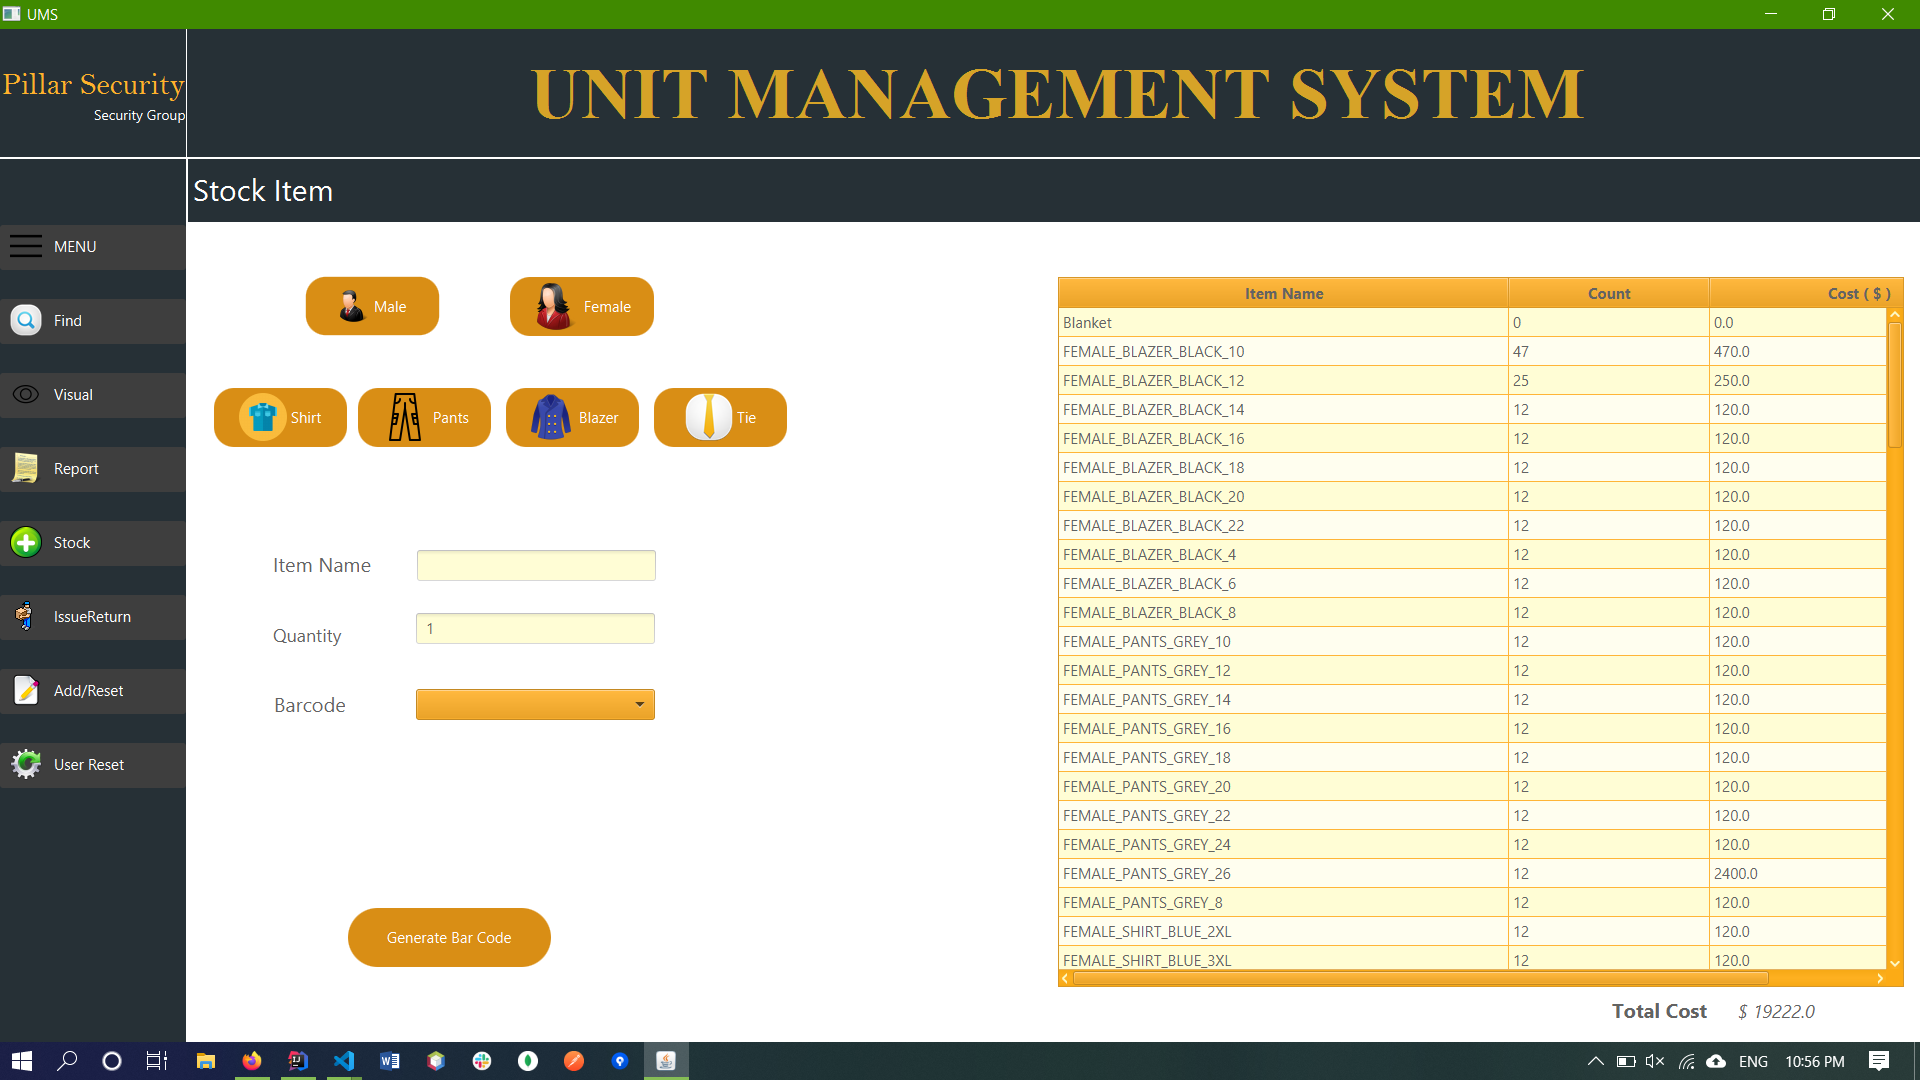 UMS
Pillar Security
Security Group
UNIT MANAGEMENT SYSTEM
Stock Item
MENU
Find
Visual
Report
Stock
IssueReturn
Add/Reset
User Reset
Male
Female
Shirt
Pants
Blazer
Tie
Item Name
Quantity
1
Barcode
Generate Bar Code
Item Name Count Cost ( $ )
Blanket 0 0.0
FEMALE_BLAZER_BLACK_10 47 470.0
FEMALE_BLAZER_BLACK_12 25 250.0
FEMALE_BLAZER_BLACK_14 12 120.0
FEMALE_BLAZER_BLACK_16 12 120.0
FEMALE_BLAZER_BLACK_18 12 120.0
FEMALE_BLAZER_BLACK_20 12 120.0
FEMALE_BLAZER_BLACK_22 12 120.0
FEMALE_BLAZER_BLACK_4 12 120.0
FEMALE_BLAZER_BLACK_6 12 120.0
FEMALE_BLAZER_BLACK_8 12 120.0
FEMALE_PANTS_GREY_10 12 120.0
FEMALE_PANTS_GREY_12 12 120.0
FEMALE_PANTS_GREY_14 12 120.0
FEMALE_PANTS_GREY_16 12 120.0
FEMALE_PANTS_GREY_18 12 120.0
FEMALE_PANTS_GREY_20 12 120.0
FEMALE_PANTS_GREY_22 12 120.0
FEMALE_PANTS_GREY_24 12 120.0
FEMALE_PANTS_GREY_26 12 2400.0
FEMALE_PANTS_GREY_8 12 120.0
FEMALE_SHIRT_BLUE_2XL 12 120.0
FEMALE_SHIRT_BLUE_3XL 12 120.0
Total Cost $ 19222.0
ENG 10:56 PM